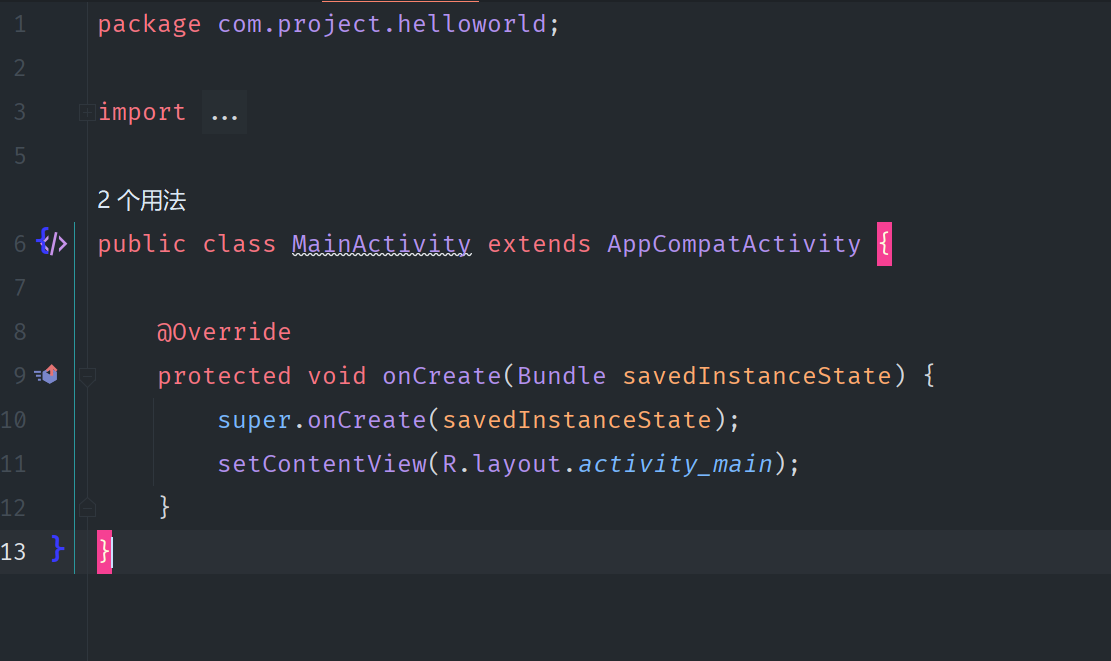 1 package com.project.helloworld;
2
3 import ...
5
2 个用法
6 public class MainActivity extends AppCompatActivity {
7
8 @Override
9 protected void onCreate(Bundle savedInstanceState) {
10 super.onCreate(savedInstanceState);
11 setContentView(R.layout.activity_main);
12 }
13 }